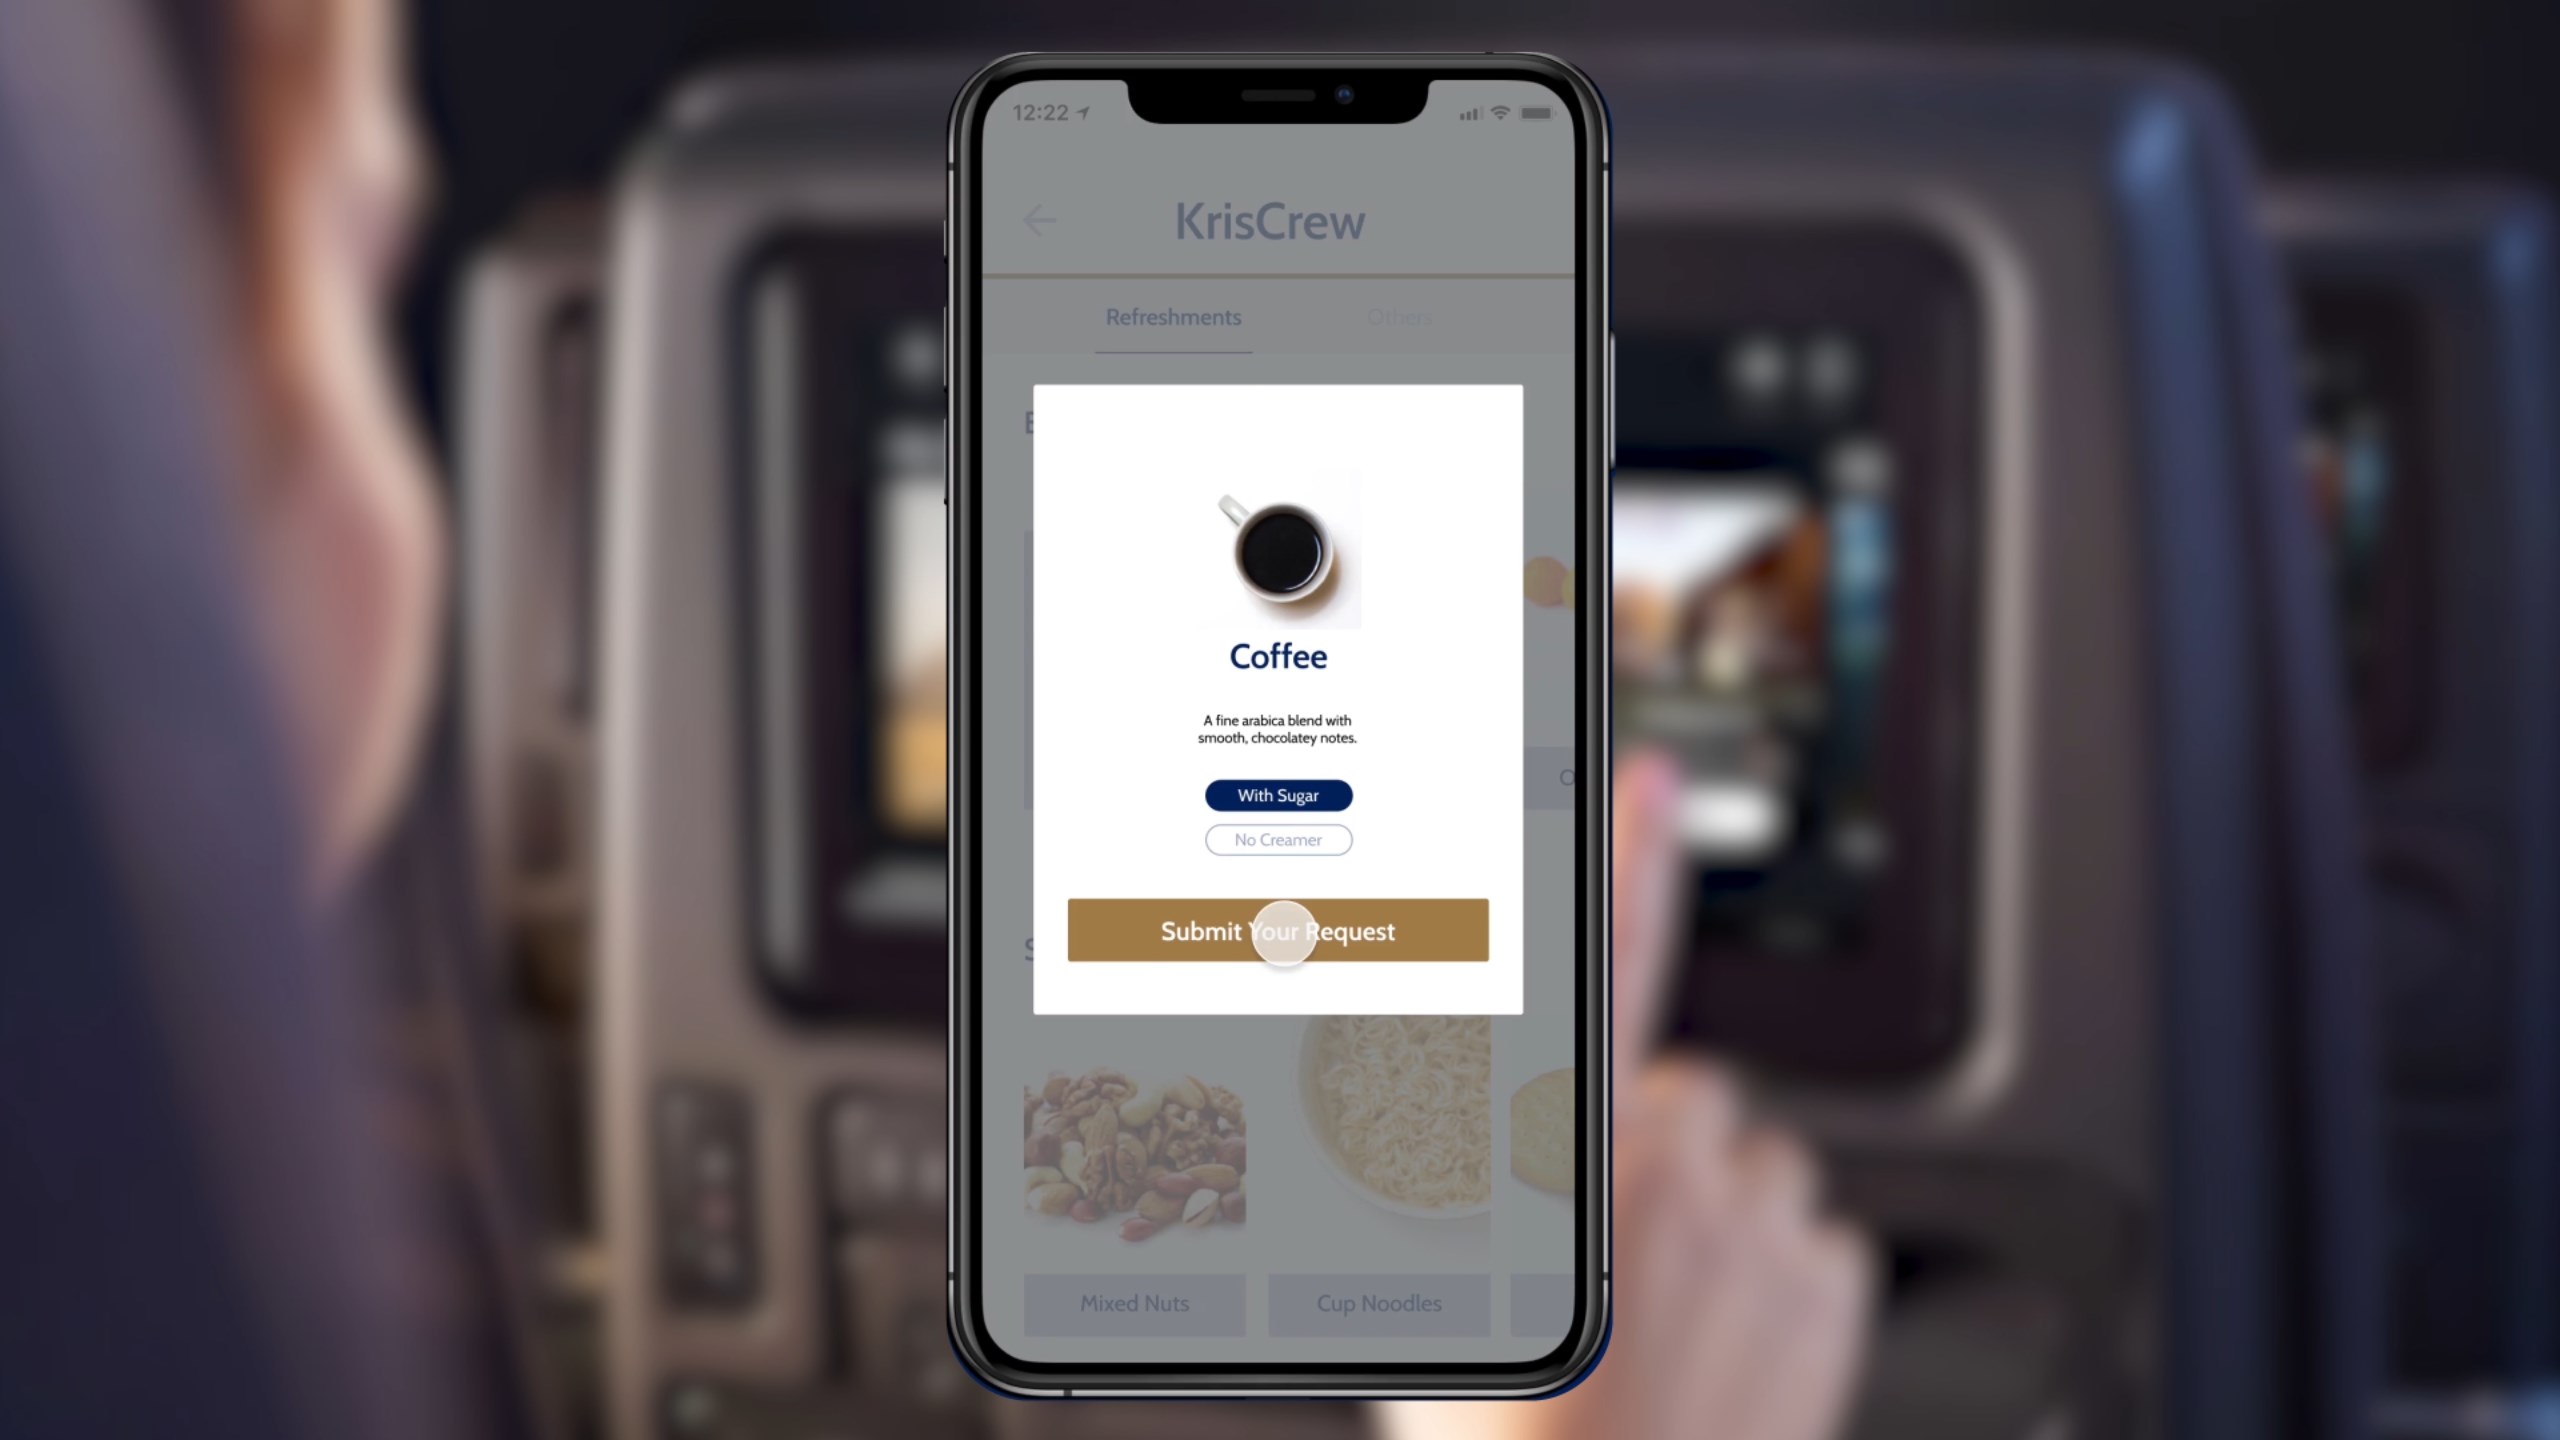 12:22
KrisCrew
Refreshments
Others
Coffee
A fine arabica blend with
smooth, chocolatey notes.
With Sugar
No Creamer
Submit Your Request
Mixed Nuts
Cup Noodles